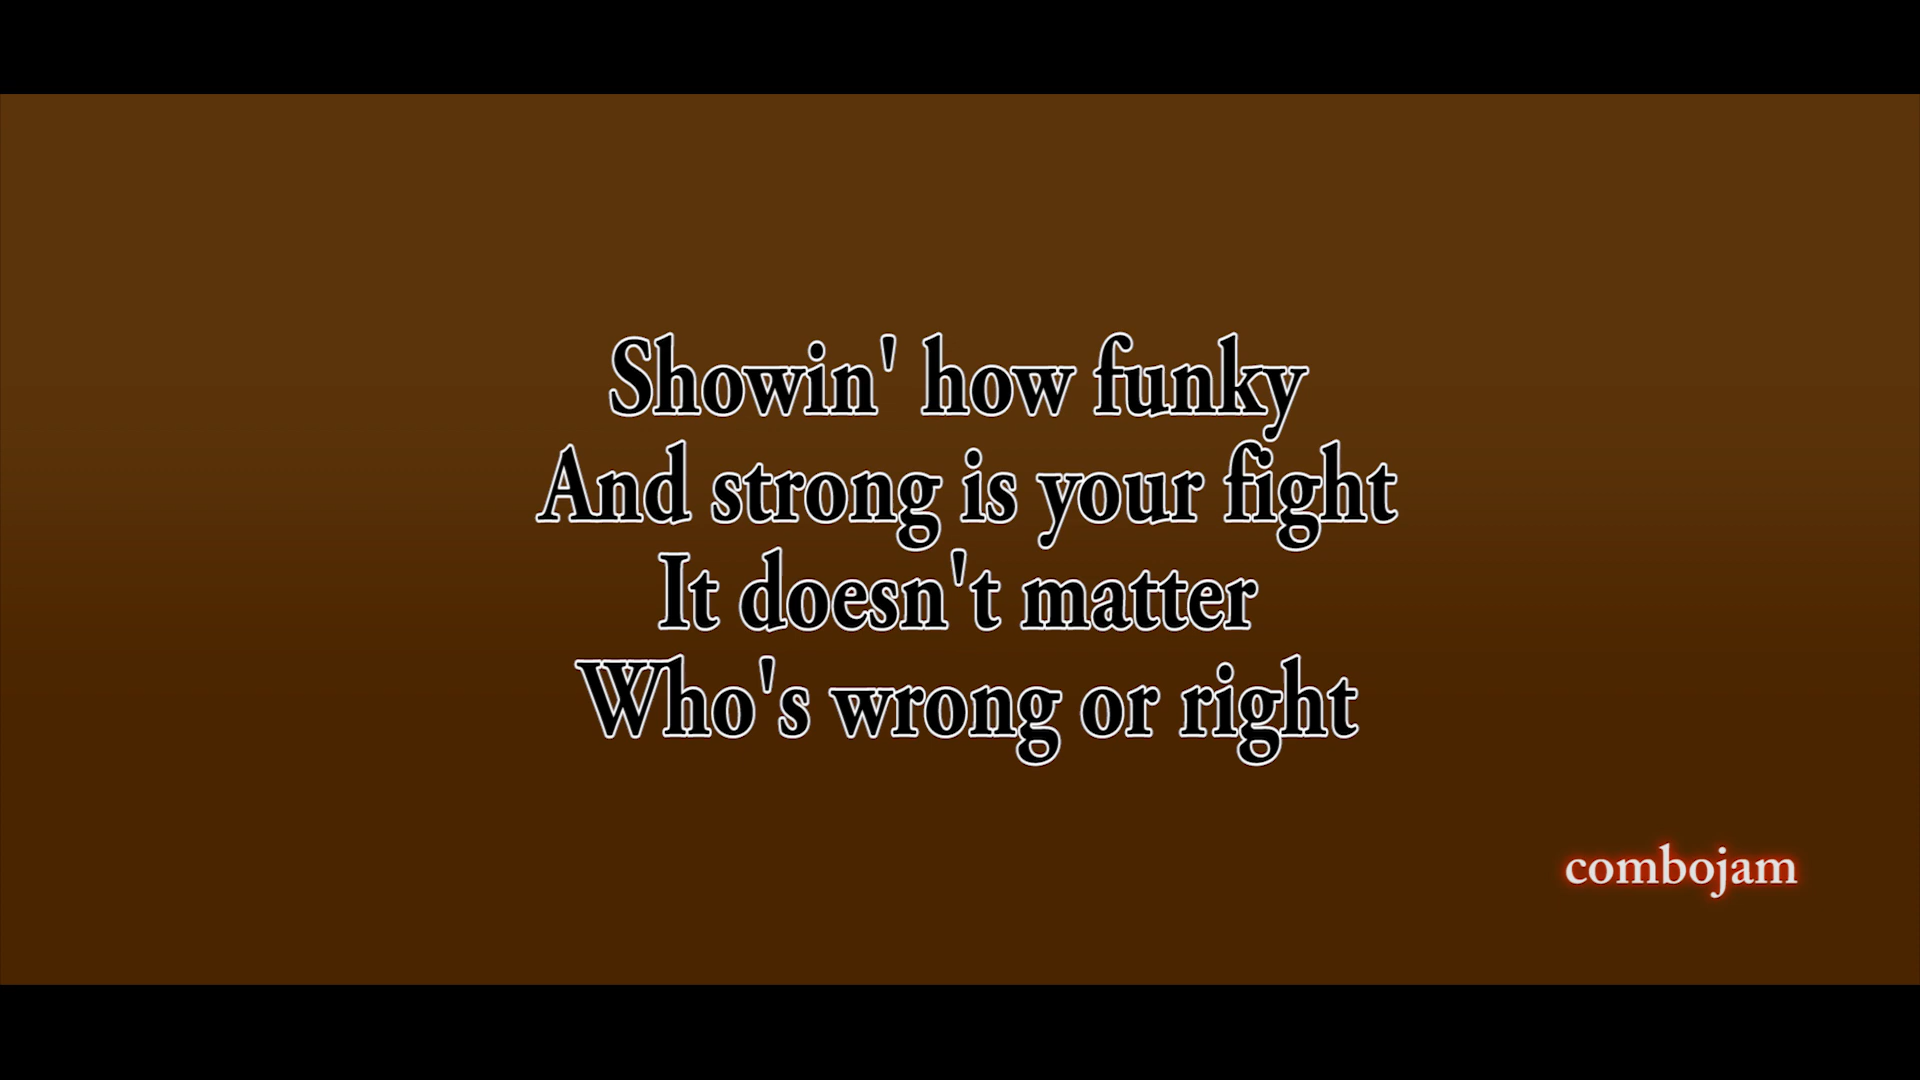 Showin' how funky
And strong is your fight
It doesn't matter
Who's wrong or right
combojam